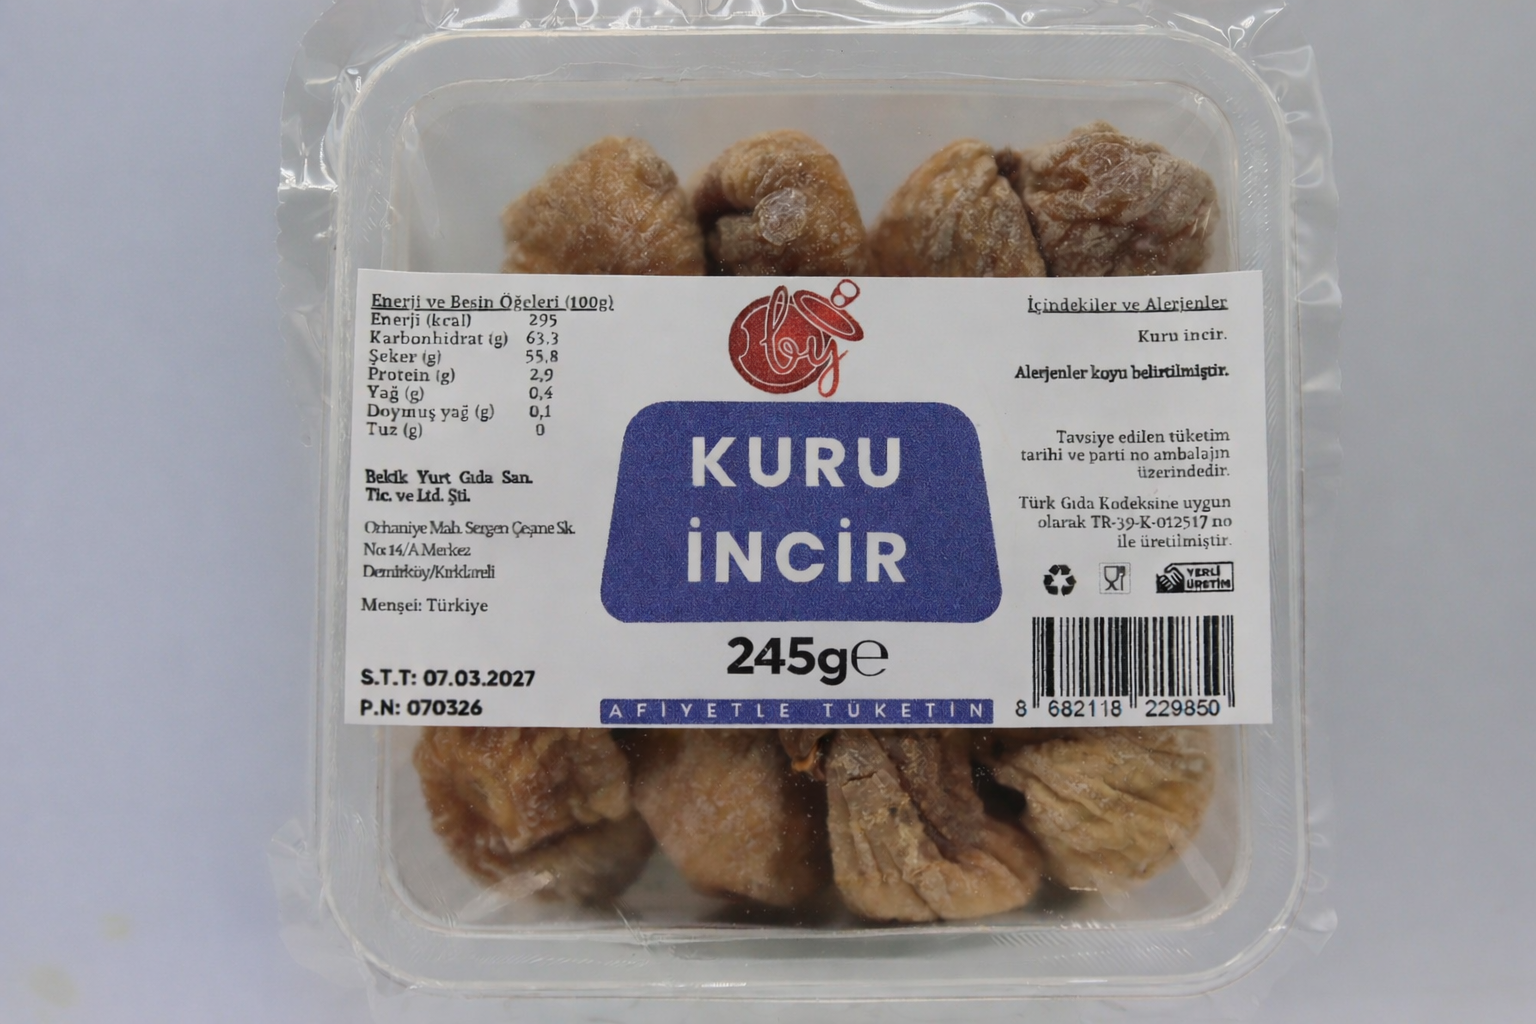 Enerji ve Besin Öğeleri (100g)
Enerji (kcal) 295
Karbonhidrat (g) 63,3
Şeker (g) 55,8
Protein (g) 2,9
Yağ (g) 0,4
Doymuş yağ (g) 0,1
Tuz (g) 0
Belcik Yurt Gıda San.
Tic. ve Ltd. Şti.
Orhaniye Mah. Sergen Çeşme Sk.
No: 14/A Merkez
Demirköy/Kırklareli
Menşei: Türkiye
S.T.T: 07.03.2027
P.N: 070326
by
KURU
İNCİR
245g℮
AFİYETLE TÜKETİN
İçindekiler ve Alerjenler
Kuru incir.
Alerjenler koyu belirtilmiştir.
Tavsiye edilen tüketim
tarihi ve parti no ambalajın
üzerindedir.
Türk Gıda Kodeksine uygun
olarak TR-39-K-012517 no
ile üretilmiştir.
YERLİ
ÜRETİM
8 682118 229850